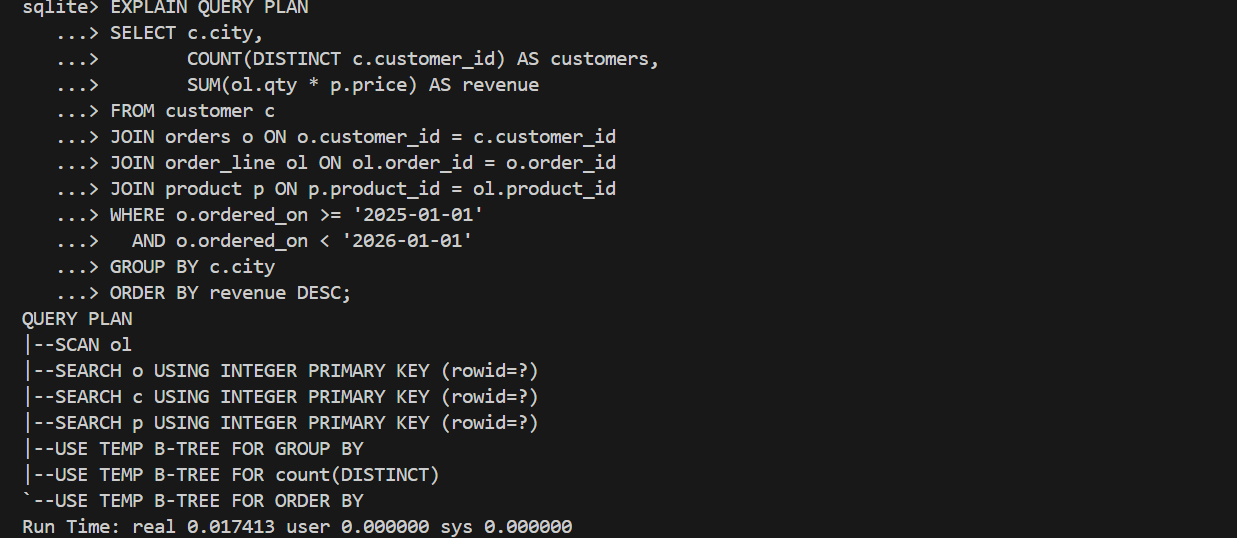 sqlite> EXPLAIN QUERY PLAN
   ...> SELECT c.city,
   ...>        COUNT(DISTINCT c.customer_id) AS customers,
   ...>        SUM(ol.qty * p.price) AS revenue
   ...> FROM customer c
   ...> JOIN orders o ON o.customer_id = c.customer_id
   ...> JOIN order_line ol ON ol.order_id = o.order_id
   ...> JOIN product p ON p.product_id = ol.product_id
   ...> WHERE o.ordered_on >= '2025-01-01'
   ...>   AND o.ordered_on < '2026-01-01'
   ...> GROUP BY c.city
   ...> ORDER BY revenue DESC;
QUERY PLAN
|--SCAN ol
|--SEARCH o USING INTEGER PRIMARY KEY (rowid=?)
|--SEARCH c USING INTEGER PRIMARY KEY (rowid=?)
|--SEARCH p USING INTEGER PRIMARY KEY (rowid=?)
|--USE TEMP B-TREE FOR GROUP BY
|--USE TEMP B-TREE FOR count(DISTINCT)
`--USE TEMP B-TREE FOR ORDER BY
Run Time: real 0.017413 user 0.000000 sys 0.000000